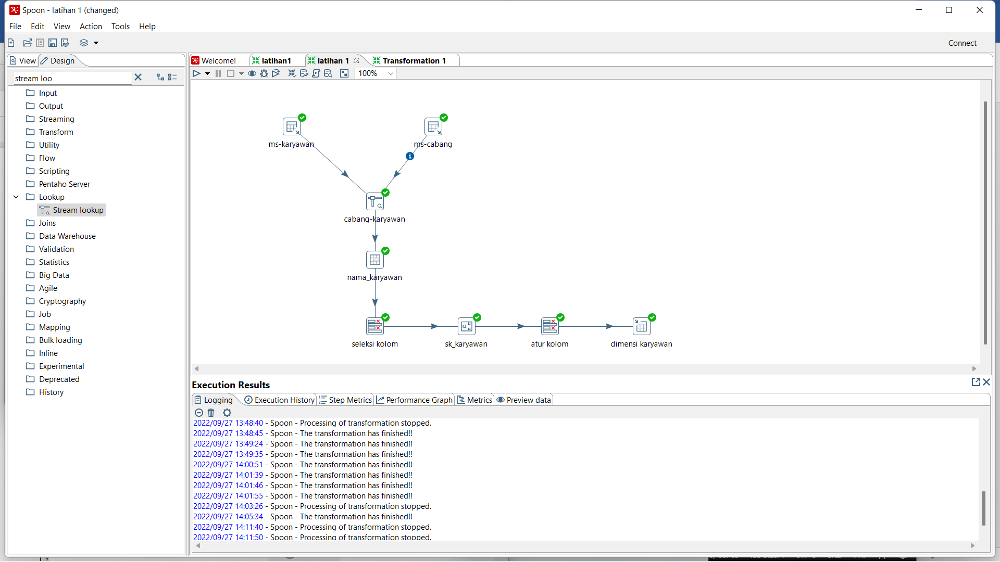 Spoon - latihan 1 (changed)
File Edit View Action Tools Help
Connect
View Design
Welcome! latihan1 latihan 1 Transformation 1
stream loo
100%
Input
Output
Streaming
Transform
Utility
Flow
Scripting
Pentaho Server
Lookup
Stream lookup
Joins
Data Warehouse
Validation
Statistics
Big Data
Agile
Cryptography
Job
Mapping
Bulk loading
Inline
Experimental
Deprecated
History
ms-karyawan ms-cabang
cabang-karyawan
nama_karyawan
seleksi kolom sk_karyawan atur kolom dimensi karyawan
Execution Results
Logging Execution History Step Metrics Performance Graph Metrics Preview data
2022/09/27 13:48:40 - Spoon - Processing of transformation stopped.
2022/09/27 13:48:45 - Spoon - The transformation has finished!!
2022/09/27 13:49:24 - Spoon - The transformation has finished!!
2022/09/27 13:49:35 - Spoon - The transformation has finished!!
2022/09/27 14:00:51 - Spoon - The transformation has finished!!
2022/09/27 14:01:39 - Spoon - The transformation has finished!!
2022/09/27 14:01:46 - Spoon - The transformation has finished!!
2022/09/27 14:01:55 - Spoon - The transformation has finished!!
2022/09/27 14:03:26 - Spoon - Processing of transformation stopped.
2022/09/27 14:05:34 - Spoon - The transformation has finished!!
2022/09/27 14:11:40 - Spoon - Processing of transformation stopped.
2022/09/27 14:11:50 - Spoon - Processing of transformation stopped.